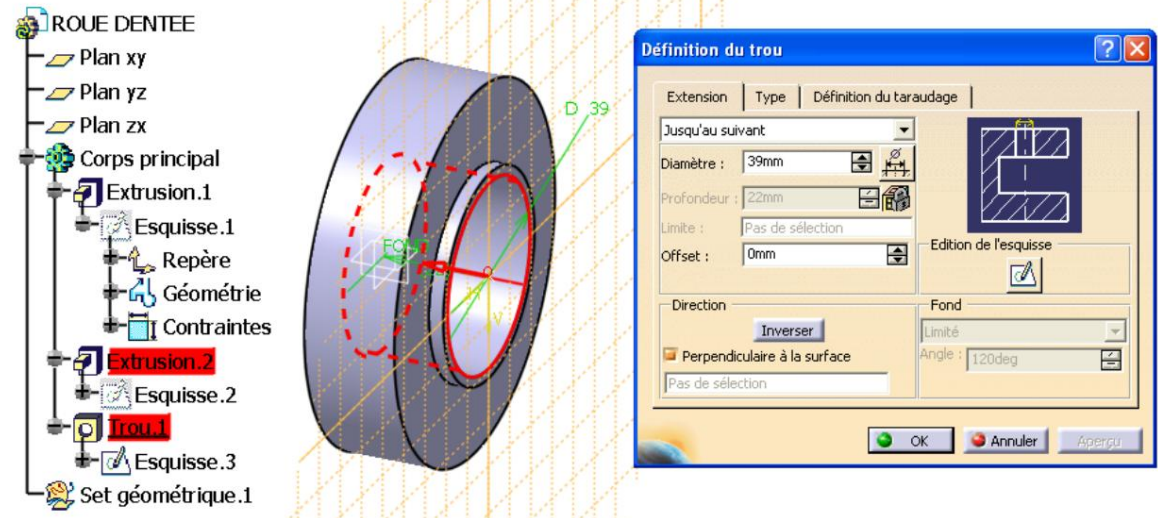 ROUE DENTEE
Plan xy
Plan yz
Plan zx
Corps principal
Extrusion.1
Esquisse.1
Repère
Géométrie
Contraintes
Extrusion.2
Esquisse.2
Trou.1
Esquisse.3
Set géométrique.1
D 39
V
Définition du trou
Extension Type Définition du taraudage
Jusqu'au suivant
Diamètre : 39mm
Profondeur : 22mm
Limite : Pas de sélection
Offset : 0mm
Edition de l'esquisse
Direction
Inverser
Perpendiculaire à la surface
Pas de sélection
Fond
Limité
Angle : 120deg
OK Annuler Aperçu